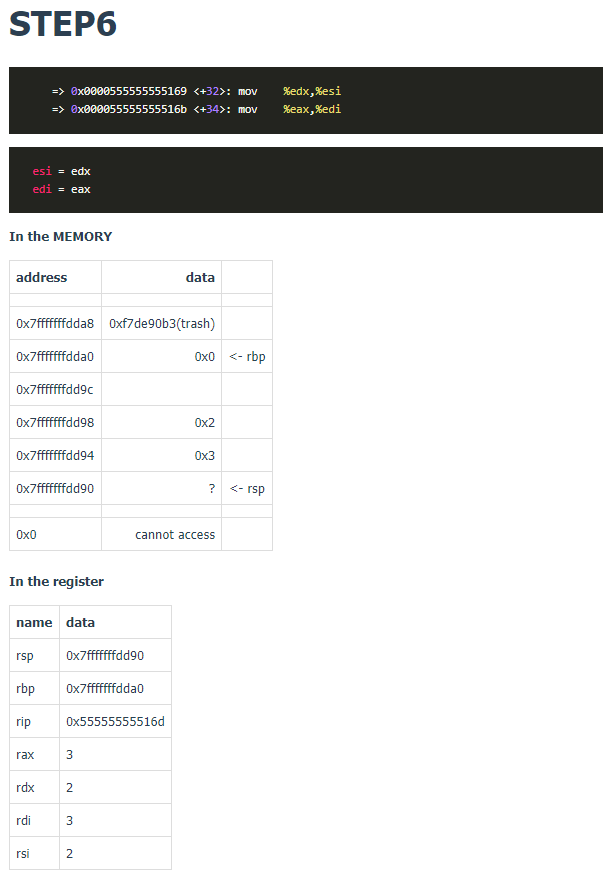 STEP6
=> 0x0000555555555169 <+32>: mov %edx,%esi
=> 0x000055555555516b <+34>: mov %eax,%edi
esi = edx
edi = eax
In the MEMORY
address data
0x7fffffffdda8 0xf7de90b3(trash)
0x7fffffffdda0 0x0 <- rbp
0x7fffffffdd9c
0x7fffffffdd98 0x2
0x7fffffffdd94 0x3
0x7fffffffdd90 ? <- rsp
0x0 cannot access
In the register
name data
rsp 0x7fffffffdd90
rbp 0x7fffffffdda0
rip 0x55555555516d
rax 3
rdx 2
rdi 3
rsi 2